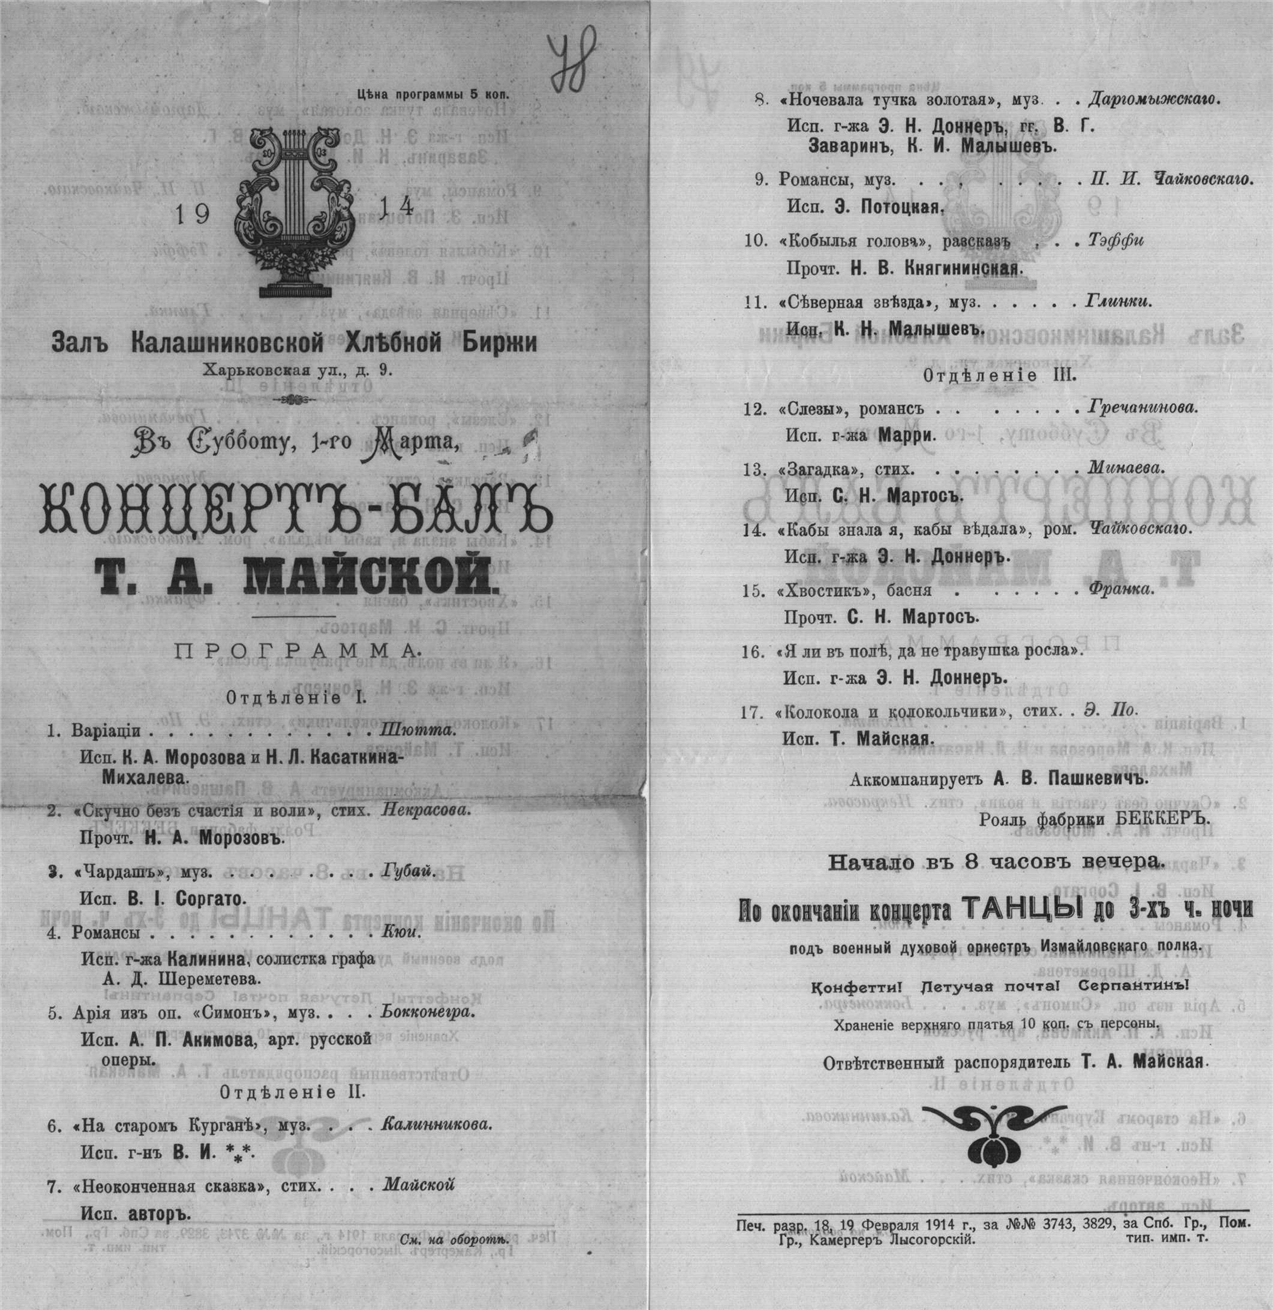 78
Цѣна программы 5 коп.
19 14
Залъ Калашниковской Хлѣбной Биржи
Харьковская ул., д. 9.
Въ Субботу, 1-го Марта,
КОНЦЕРТЪ-БАЛЪ
Т. А. МАЙСКОЙ.
ПРОГРАММА.
Отдѣленіе I.
1. Варіаціи . . . . . . . . . . . . Шютта.
Исп. К. А. Морозова и Н. Л. Касаткина-
Михалева.
2. «Скучно безъ счастія и воли», стих. Некрасова.
Прочт. Н. А. Морозовъ.
3. «Чардашъ», муз. . . . . . . . . Губай.
Исп. В. І. Соргато.
4. Романсы . . . . . . . . . . . . Кюи.
Исп. г-жа Калинина, солистка графа
А. Д. Шереметева.
5. Арія изъ оп. «Симонъ», муз. . . . Бокконегра.
Исп. А. П. Акимова, арт. русской
оперы.
Отдѣленіе II.
6. «На старомъ Курганѣ», муз. . . . Калинникова.
Исп. г-нъ В. И. ***.
7. «Неоконченная сказка», стих. . . . Майской
Исп. авторъ.
См. на оборотѣ.
8. «Ночевала тучка золотая», муз. . . Даргомыжскаго.
Исп. г-жа Э. Н. Доннеръ, гг. В. Г.
Заваринъ, К. И. Малышевъ.
9. Романсы, муз. . . , . . . . . П. И. Чайковскаго.
Исп. Э. Потоцкая.
10. «Кобылья голова», разсказъ . . . Тэффи
Прочт. Н. В. Княгининская.
11. «Сѣверная звѣзда», муз. . . . . . Глинки.
Исп. К. Н. Малышевъ.
Отдѣленіе III.
12. «Слезы», романсъ . . . . . . . . Гречанинова.
Исп. г-жа Марри.
13. «Загадка», стих. . . . . . . . . Минаева.
Исп. С. Н. Мартосъ.
14. «Кабы знала я, кабы вѣдала», ром. Чайковскаго.
Исп. г-жа Э. Н. Доннеръ.
15. «Хвостикъ», басня . . . . . . . Франка.
Прочт. С. Н. Мартосъ.
16. «Я ли въ полѣ, да не травушка росла».
Исп. г-жа Э. Н. Доннеръ.
17. «Колокола и колокольчики», стих. . Э. По.
Исп. Т. Майская.
Аккомпанируетъ А. В. Пашкевичъ.
Рояль фабрики БЕККЕРЪ.
Начало въ 8 часовъ вечера.
По окончаніи концерта ТАНЦЫ до 3-хъ ч. ночи
подъ военный духовой оркестръ Измайловскаго полка.
Конфетти! Летучая почта! Серпантинъ!
Храненіе верхняго платья 10 коп. съ персоны.
Отвѣтственный распорядитель Т. А. Майская.
Печ. разр. 18, 19 Февраля 1914 г., за №№ 3743, 3829, за Спб. Гр., Пом.
Гр., Камергеръ Лысогорскій. тип. имп. т.